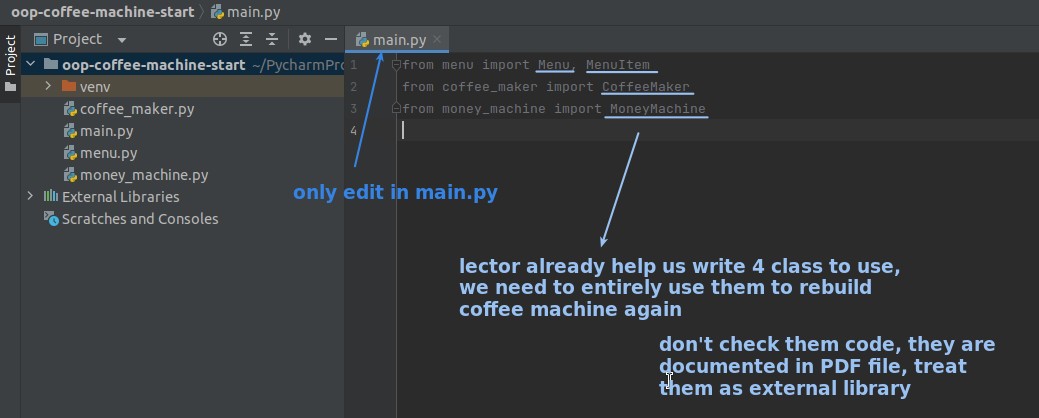 oop-coffee-machine-start main.py
Project
Project
main.py
oop-coffee-machine-start ~/PycharmPro
venv
coffee_maker.py
main.py
menu.py
money_machine.py
External Libraries
Scratches and Consoles
1 from menu import Menu, MenuItem
2 from coffee_maker import CoffeeMaker
3 from money_machine import MoneyMachine
4
only edit in main.py
lector already help us write 4 class to use,
we need to entirely use them to rebuild
coffee machine again
don't check them code, they are
documented in PDF file, treat
them as external library